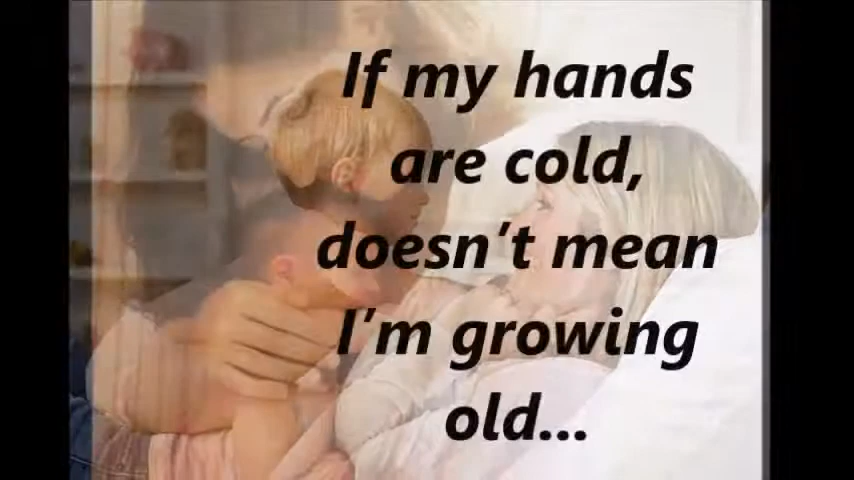 If my hands
are cold,
doesn't mean
I'm growing
old...